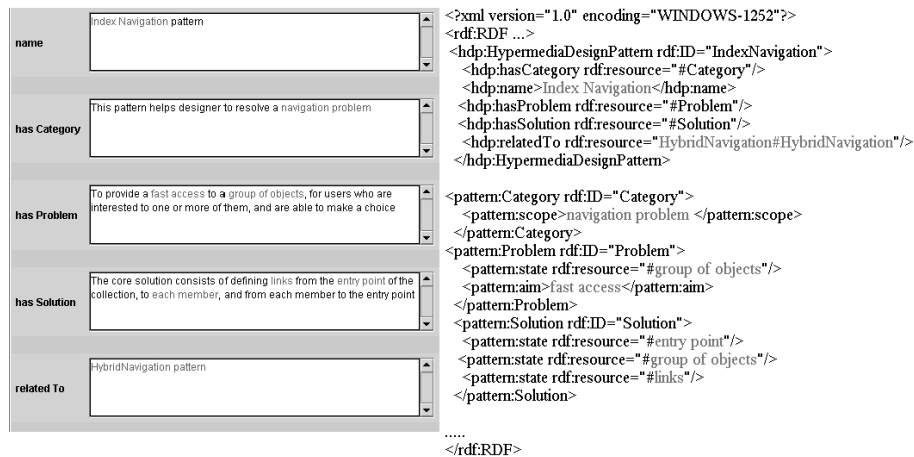 name
Index Navigation pattern
has Category
This pattern helps designer to resolve a navigation problem
has Problem
To provide a fast access to a group of objects, for users who are
interested to one or more of them, and are able to make a choice
has Solution
The core solution consists of defining links from the entry point of the
collection, to each member, and from each member to the entry point
related To
HybridNavigation pattern
<?xml version="1.0" encoding="WINDOWS-1252"?>
<rdf:RDF ...>
<hdp:HypermediaDesignPattern rdf:ID="IndexNavigation">
<hdp:hasCategory rdf:resource="#Category"/>
<hdp:name>Index Navigation</hdp:name>
<hdp:hasProblem rdf:resource="#Problem"/>
<hdp:hasSolution rdf:resource="#Solution"/>
<hdp:relatedTo rdf:resource="HybridNavigation#HybridNavigation"/>
</hdp:HypermediaDesignPattern>
<pattern:Category rdf:ID="Category">
<pattern:scope>navigation problem </pattern:scope>
</pattern:Category>
<pattern:Problem rdf:ID="Problem">
<pattern:state rdf:resource="#group of objects"/>
<pattern:aim>fast access</pattern:aim>
</pattern:Problem>
<pattern:Solution rdf:ID="Solution">
<pattern:state rdf:resource="#entry point"/>
<pattern:state rdf:resource="#group of objects"/>
<pattern:state rdf:resource="#links"/>
</pattern:Solution>
.....
</rdf:RDF>